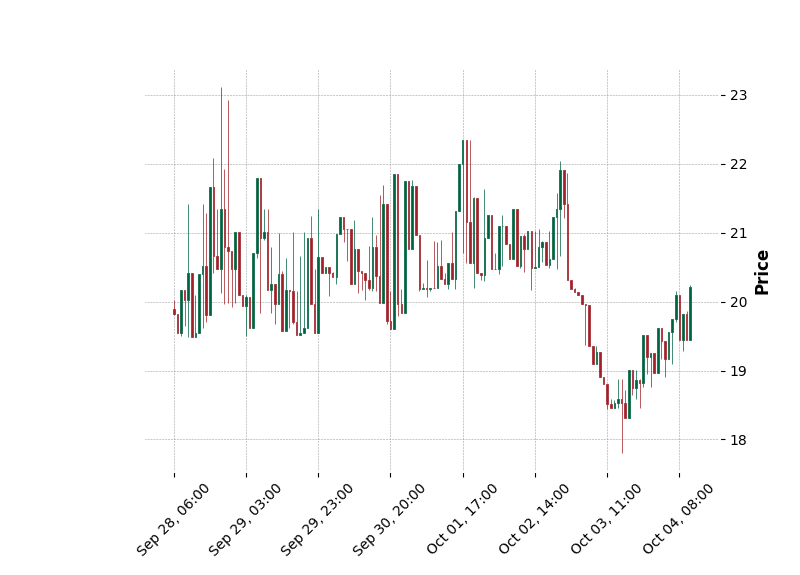 23
22
21
20
19
18
Price
Sep 28, 06:00
Sep 29, 03:00
Sep 29, 23:00
Sep 30, 20:00
Oct 01, 17:00
Oct 02, 14:00
Oct 03, 11:00
Oct 04, 08:00